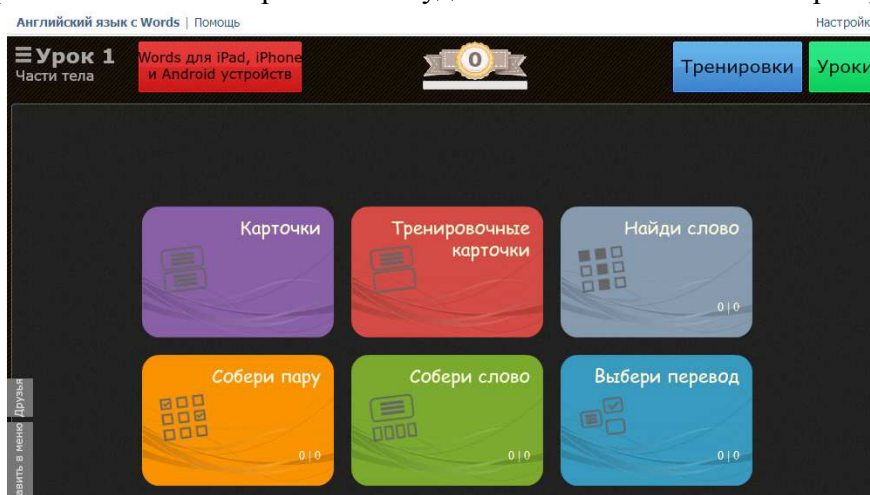 Английский язык с Words | Помощь
Настройк
Урок 1
Части тела
Words для iPad, iPhone
и Android устройств
0
Тренировки
Уроки
Карточки
Тренировочные
карточки
Найди слово
0|0
Собери пару
0|0
Собери слово
0|0
Выбери перевод
0|0
Друзья
авить в меню